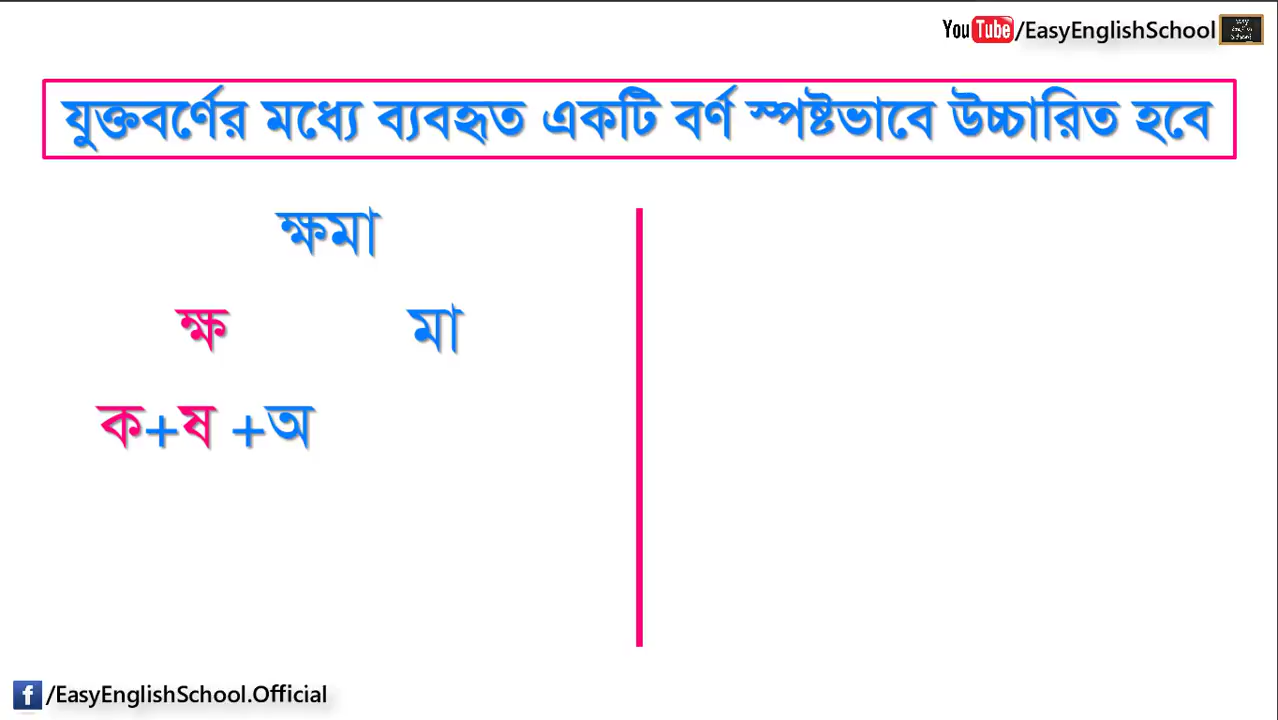 YouTube/EasyEnglishSchool
যুক্তবর্ণের মধ্যে ব্যবহৃত একটি বর্ণ স্পষ্টভাবে উচ্চারিত হবে
ক্ষমা
ক্ষ মা
ক+ষ +অ
f/EasyEnglishSchool.Official